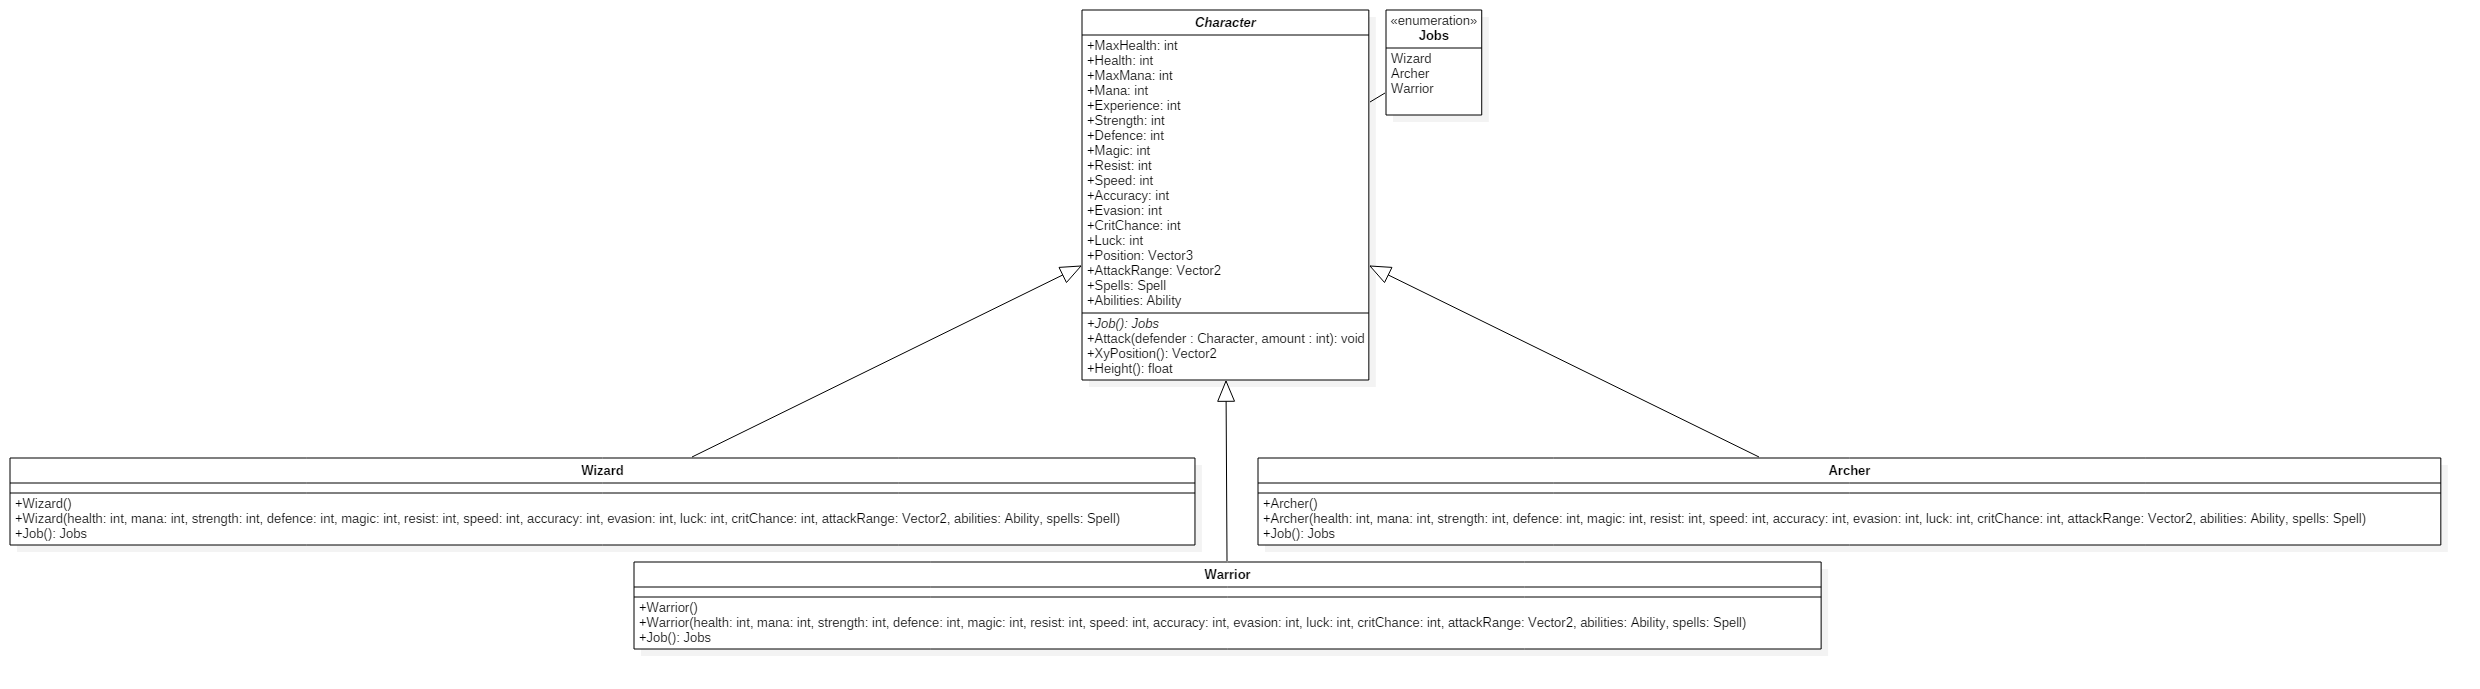 Character
+MaxHealth: int
+Health: int
+MaxMana: int
+Mana: int
+Experience: int
+Strength: int
+Defence: int
+Magic: int
+Resist: int
+Speed: int
+Accuracy: int
+Evasion: int
+CritChance: int
+Luck: int
+Position: Vector3
+AttackRange: Vector2
+Spells: Spell
+Abilities: Ability
+Job(): Jobs
+Attack(defender : Character, amount : int): void
+XyPosition(): Vector2
+Height(): float
«enumeration»
Jobs
Wizard
Archer
Warrior
Wizard
+Wizard()
+Wizard(health: int, mana: int, strength: int, defence: int, magic: int, resist: int, speed: int, accuracy: int, evasion: int, luck: int, critChance: int, attackRange: Vector2, abilities: Ability, spells: Spell)
+Job(): Jobs
Archer
+Archer()
+Archer(health: int, mana: int, strength: int, defence: int, magic: int, resist: int, speed: int, accuracy: int, evasion: int, luck: int, critChance: int, attackRange: Vector2, abilities: Ability, spells: Spell)
+Job(): Jobs
Warrior
+Warrior()
+Warrior(health: int, mana: int, strength: int, defence: int, magic: int, resist: int, speed: int, accuracy: int, evasion: int, luck: int, critChance: int, attackRange: Vector2, abilities: Ability, spells: Spell)
+Job(): Jobs